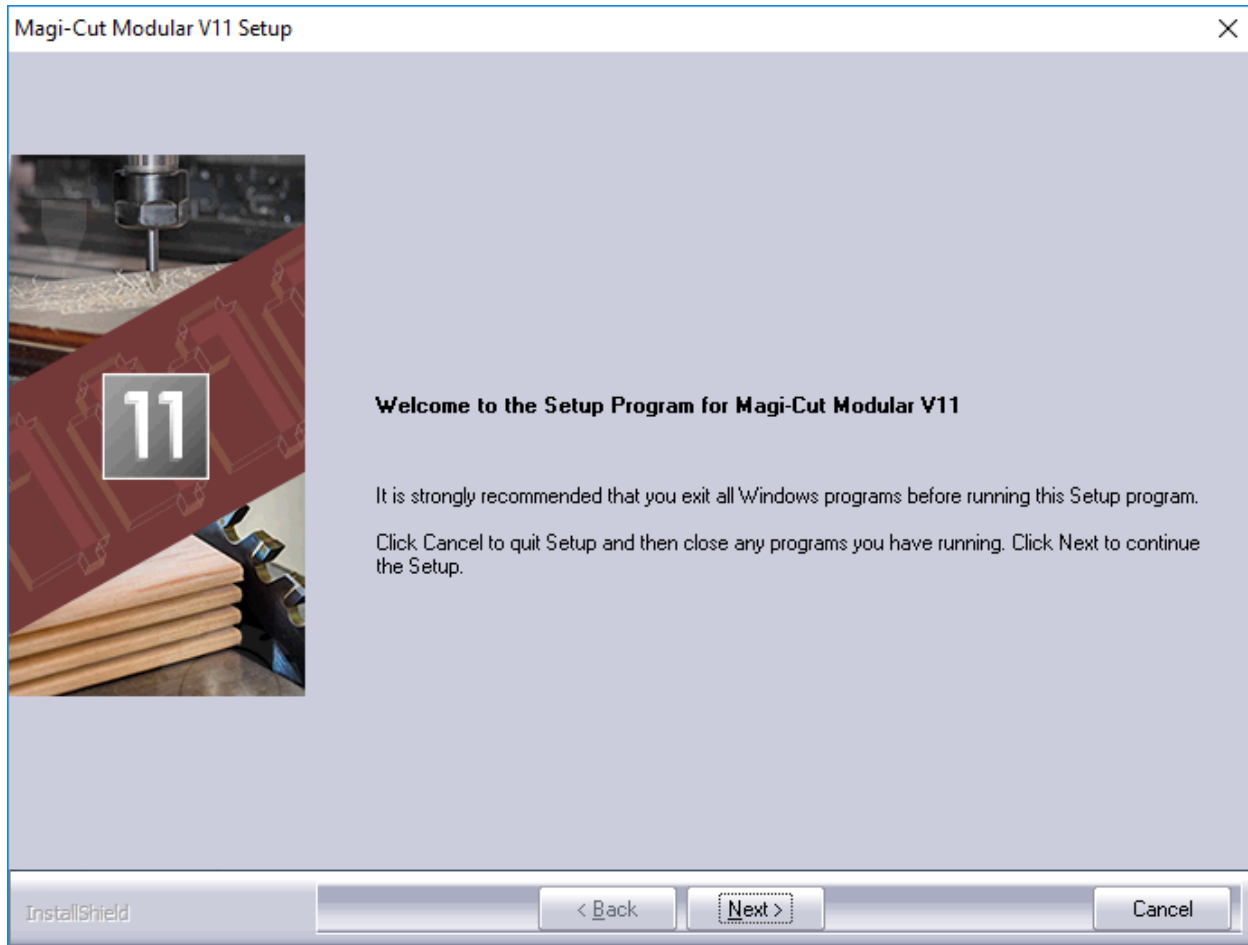 Magi-Cut Modular V11 Setup
11
Welcome to the Setup Program for Magi-Cut Modular V11
It is strongly recommended that you exit all Windows programs before running this Setup program.
Click Cancel to quit Setup and then close any programs you have running. Click Next to continue
the Setup.
InstallShield
< Back
Next >
Cancel